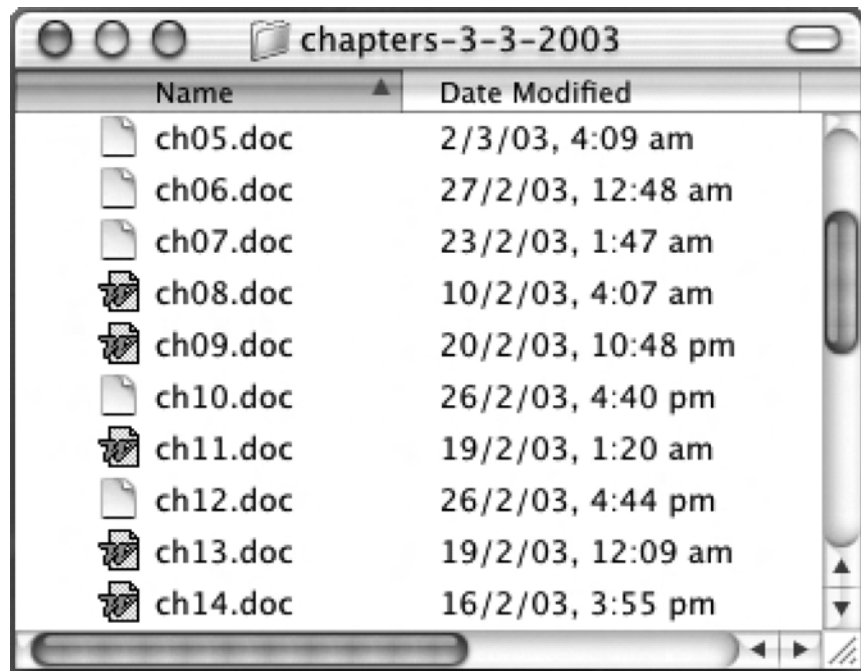 chapters-3-3-2003
Name Date Modified
ch05.doc 2/3/03, 4:09 am
ch06.doc 27/2/03, 12:48 am
ch07.doc 23/2/03, 1:47 am
ch08.doc 10/2/03, 4:07 am
ch09.doc 20/2/03, 10:48 pm
ch10.doc 26/2/03, 4:40 pm
ch11.doc 19/2/03, 1:20 am
ch12.doc 26/2/03, 4:44 pm
ch13.doc 19/2/03, 12:09 am
ch14.doc 16/2/03, 3:55 pm